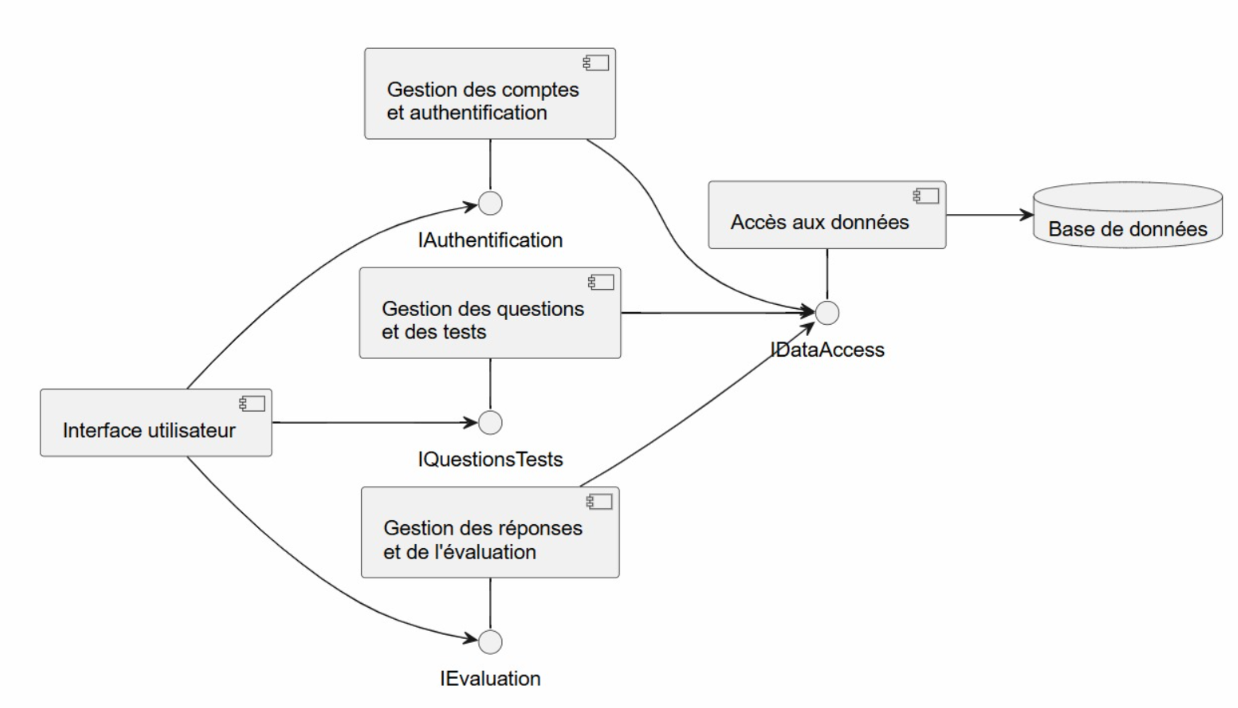 Gestion des comptes
et authentification
IAuthentification
Accès aux données
Base de données
Gestion des questions
et des tests
IDataAccess
Interface utilisateur
IQuestionsTests
Gestion des réponses
et de l'évaluation
IEvaluation